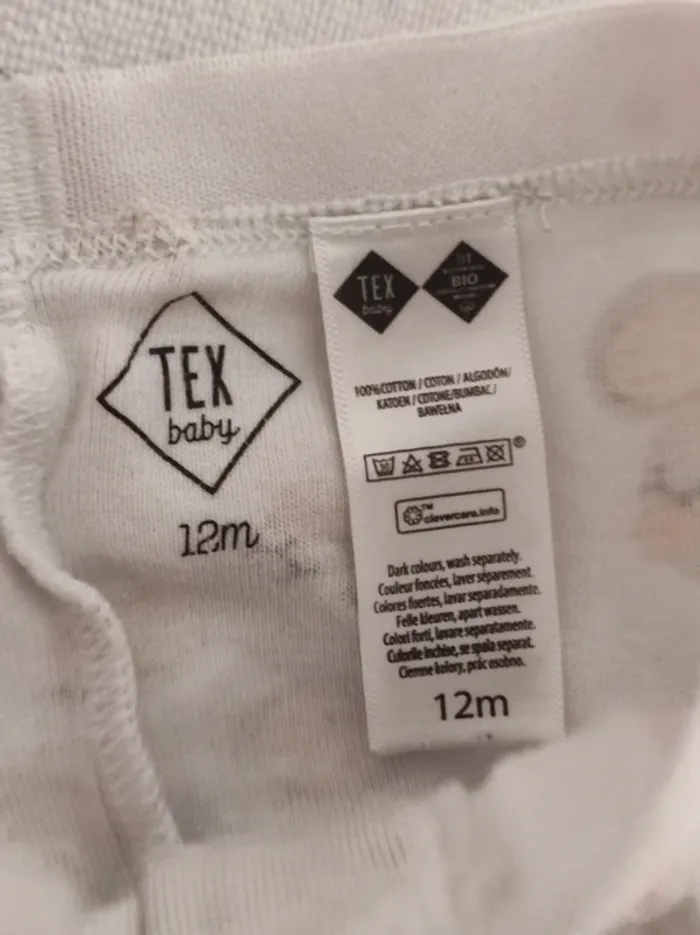 TEX
baby
12m
TEX
baby
BIO
100%COTTON / COTON / ALGODÓN/
KATOEN / COTONE/BUMBAC /
BAWEŁNA
clevercare.info
Dark colours, wash separately.
Couleur foncées, laver séparement.
Colores fuertes, lavar separadamente.
Felle kleuren, apart wassen.
Colori forti, lavare separatamente.
Culorile inchise, se spala separat.
Ciemne kolory, prać osobno.
12m